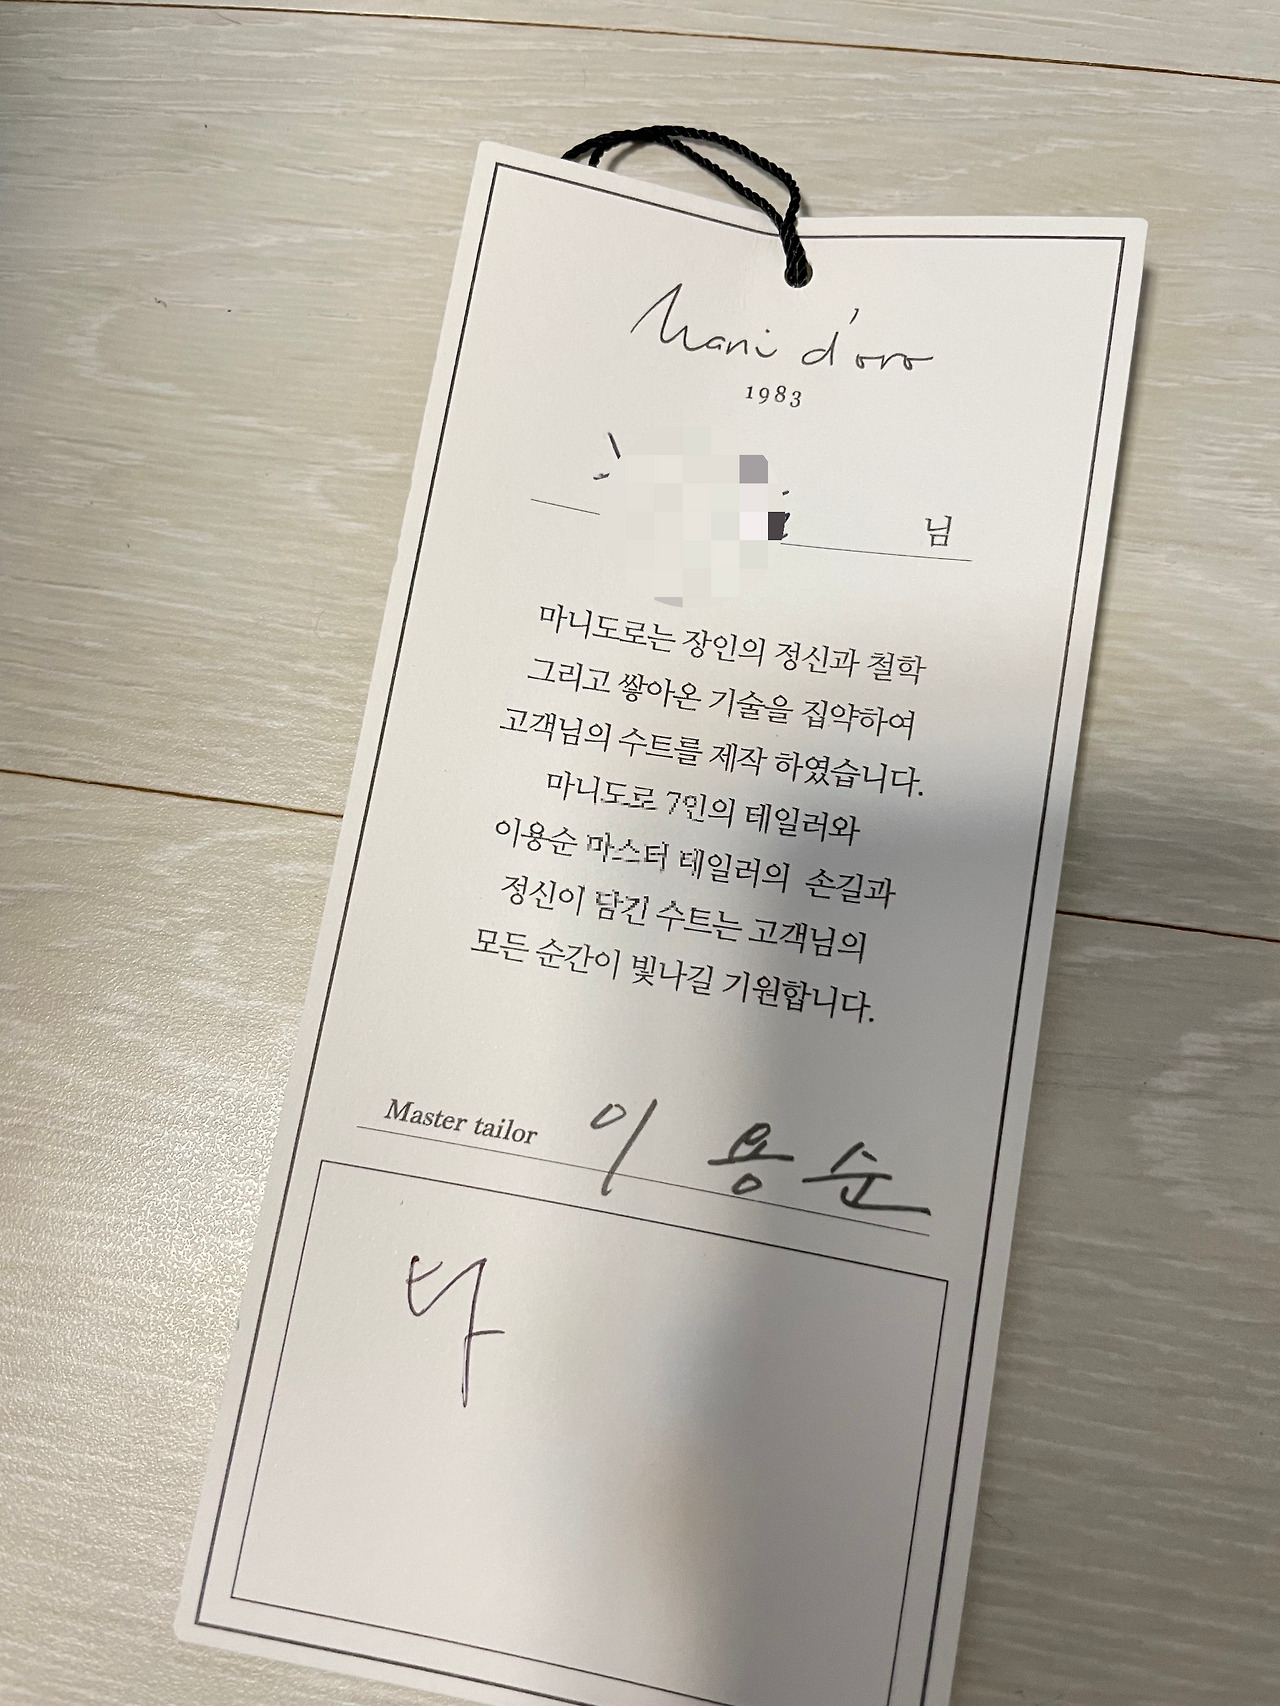 Mani d'oro
1983
님
마니도로는 장인의 정신과 철학
그리고 쌓아온 기술을 집약하여
고객님의 수트를 제작 하였습니다.
마니도로 7인의 테일러와
이용순 마스터 테일러의 손길과
정신이 담긴 수트는 고객님의
모든 순간이 빛나길 기원합니다.
Master tailor 이 용 순